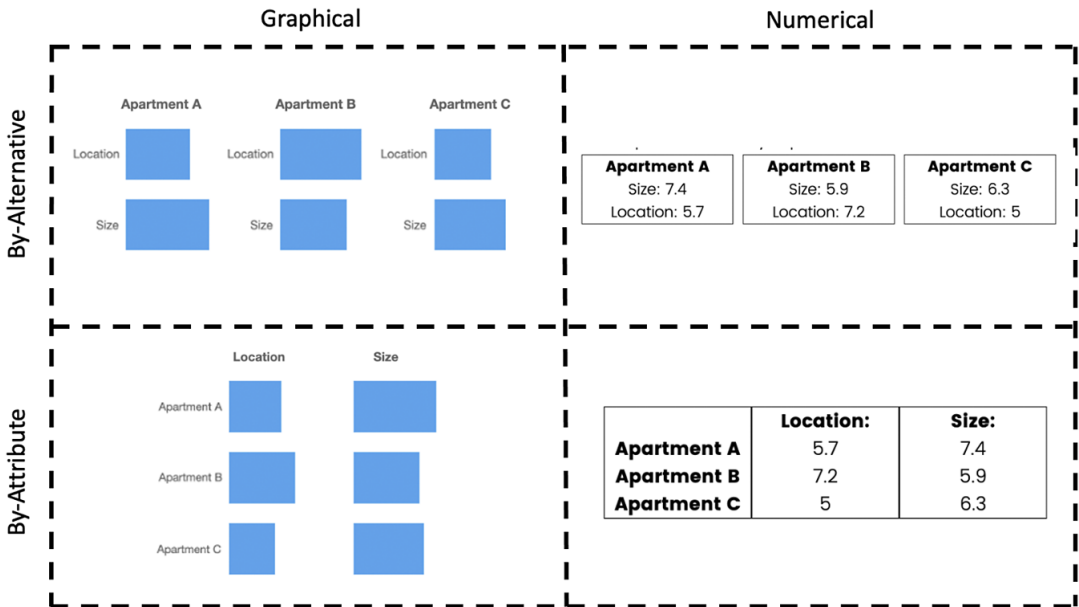 Graphical
Numerical
By-Alternative
Apartment A Apartment B Apartment C
Location Location Location
Size Size Size
Apartment A
Size: 7.4
Location: 5.7
Apartment B
Size: 5.9
Location: 7.2
Apartment C
Size: 6.3
Location: 5
By-Attribute
Location Size
Apartment A
Apartment B
Apartment C
Location: Size:
Apartment A 5.7 7.4
Apartment B 7.2 5.9
Apartment C 5 6.3